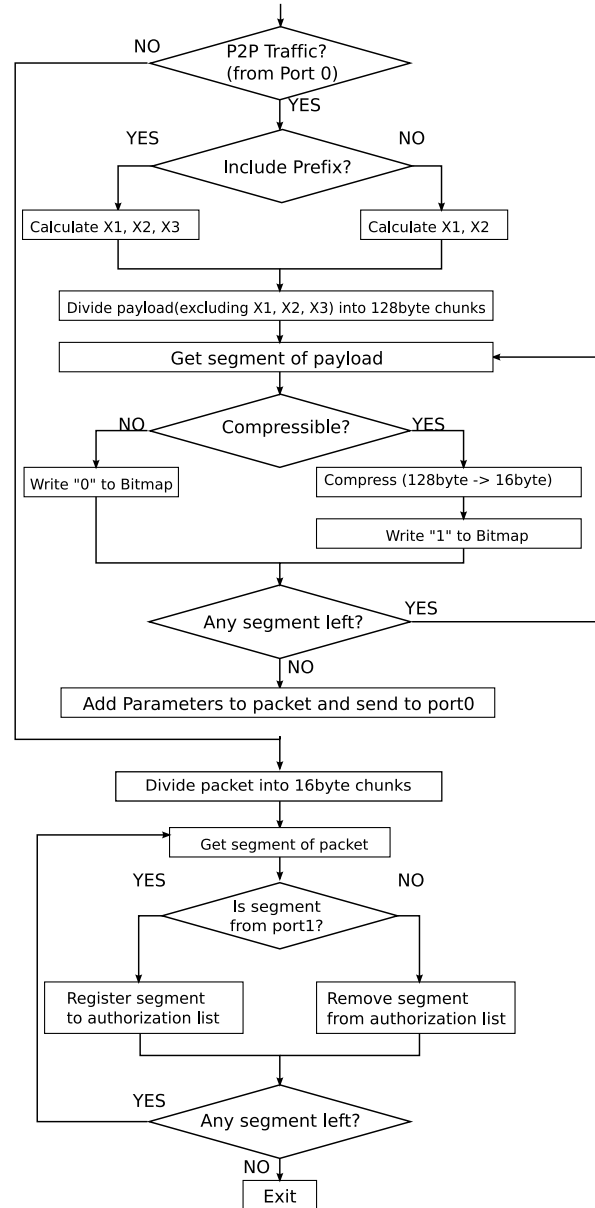 NO
P2P Traffic?
(from Port 0)
YES
YES
NO
Include Prefix?
Calculate X1, X2, X3
Calculate X1, X2
Divide payload(excluding X1, X2, X3) into 128byte chunks
Get segment of payload
NO
Compressible?
YES
Write "0" to Bitmap
Compress (128byte -> 16byte)
Write "1" to Bitmap
Any segment left?
YES
NO
Add Parameters to packet and send to port0
Divide packet into 16byte chunks
Get segment of packet
YES
NO
Is segment
from port1?
Register segment
to authorization list
Remove segment
from authorization list
YES
Any segment left?
NO
Exit